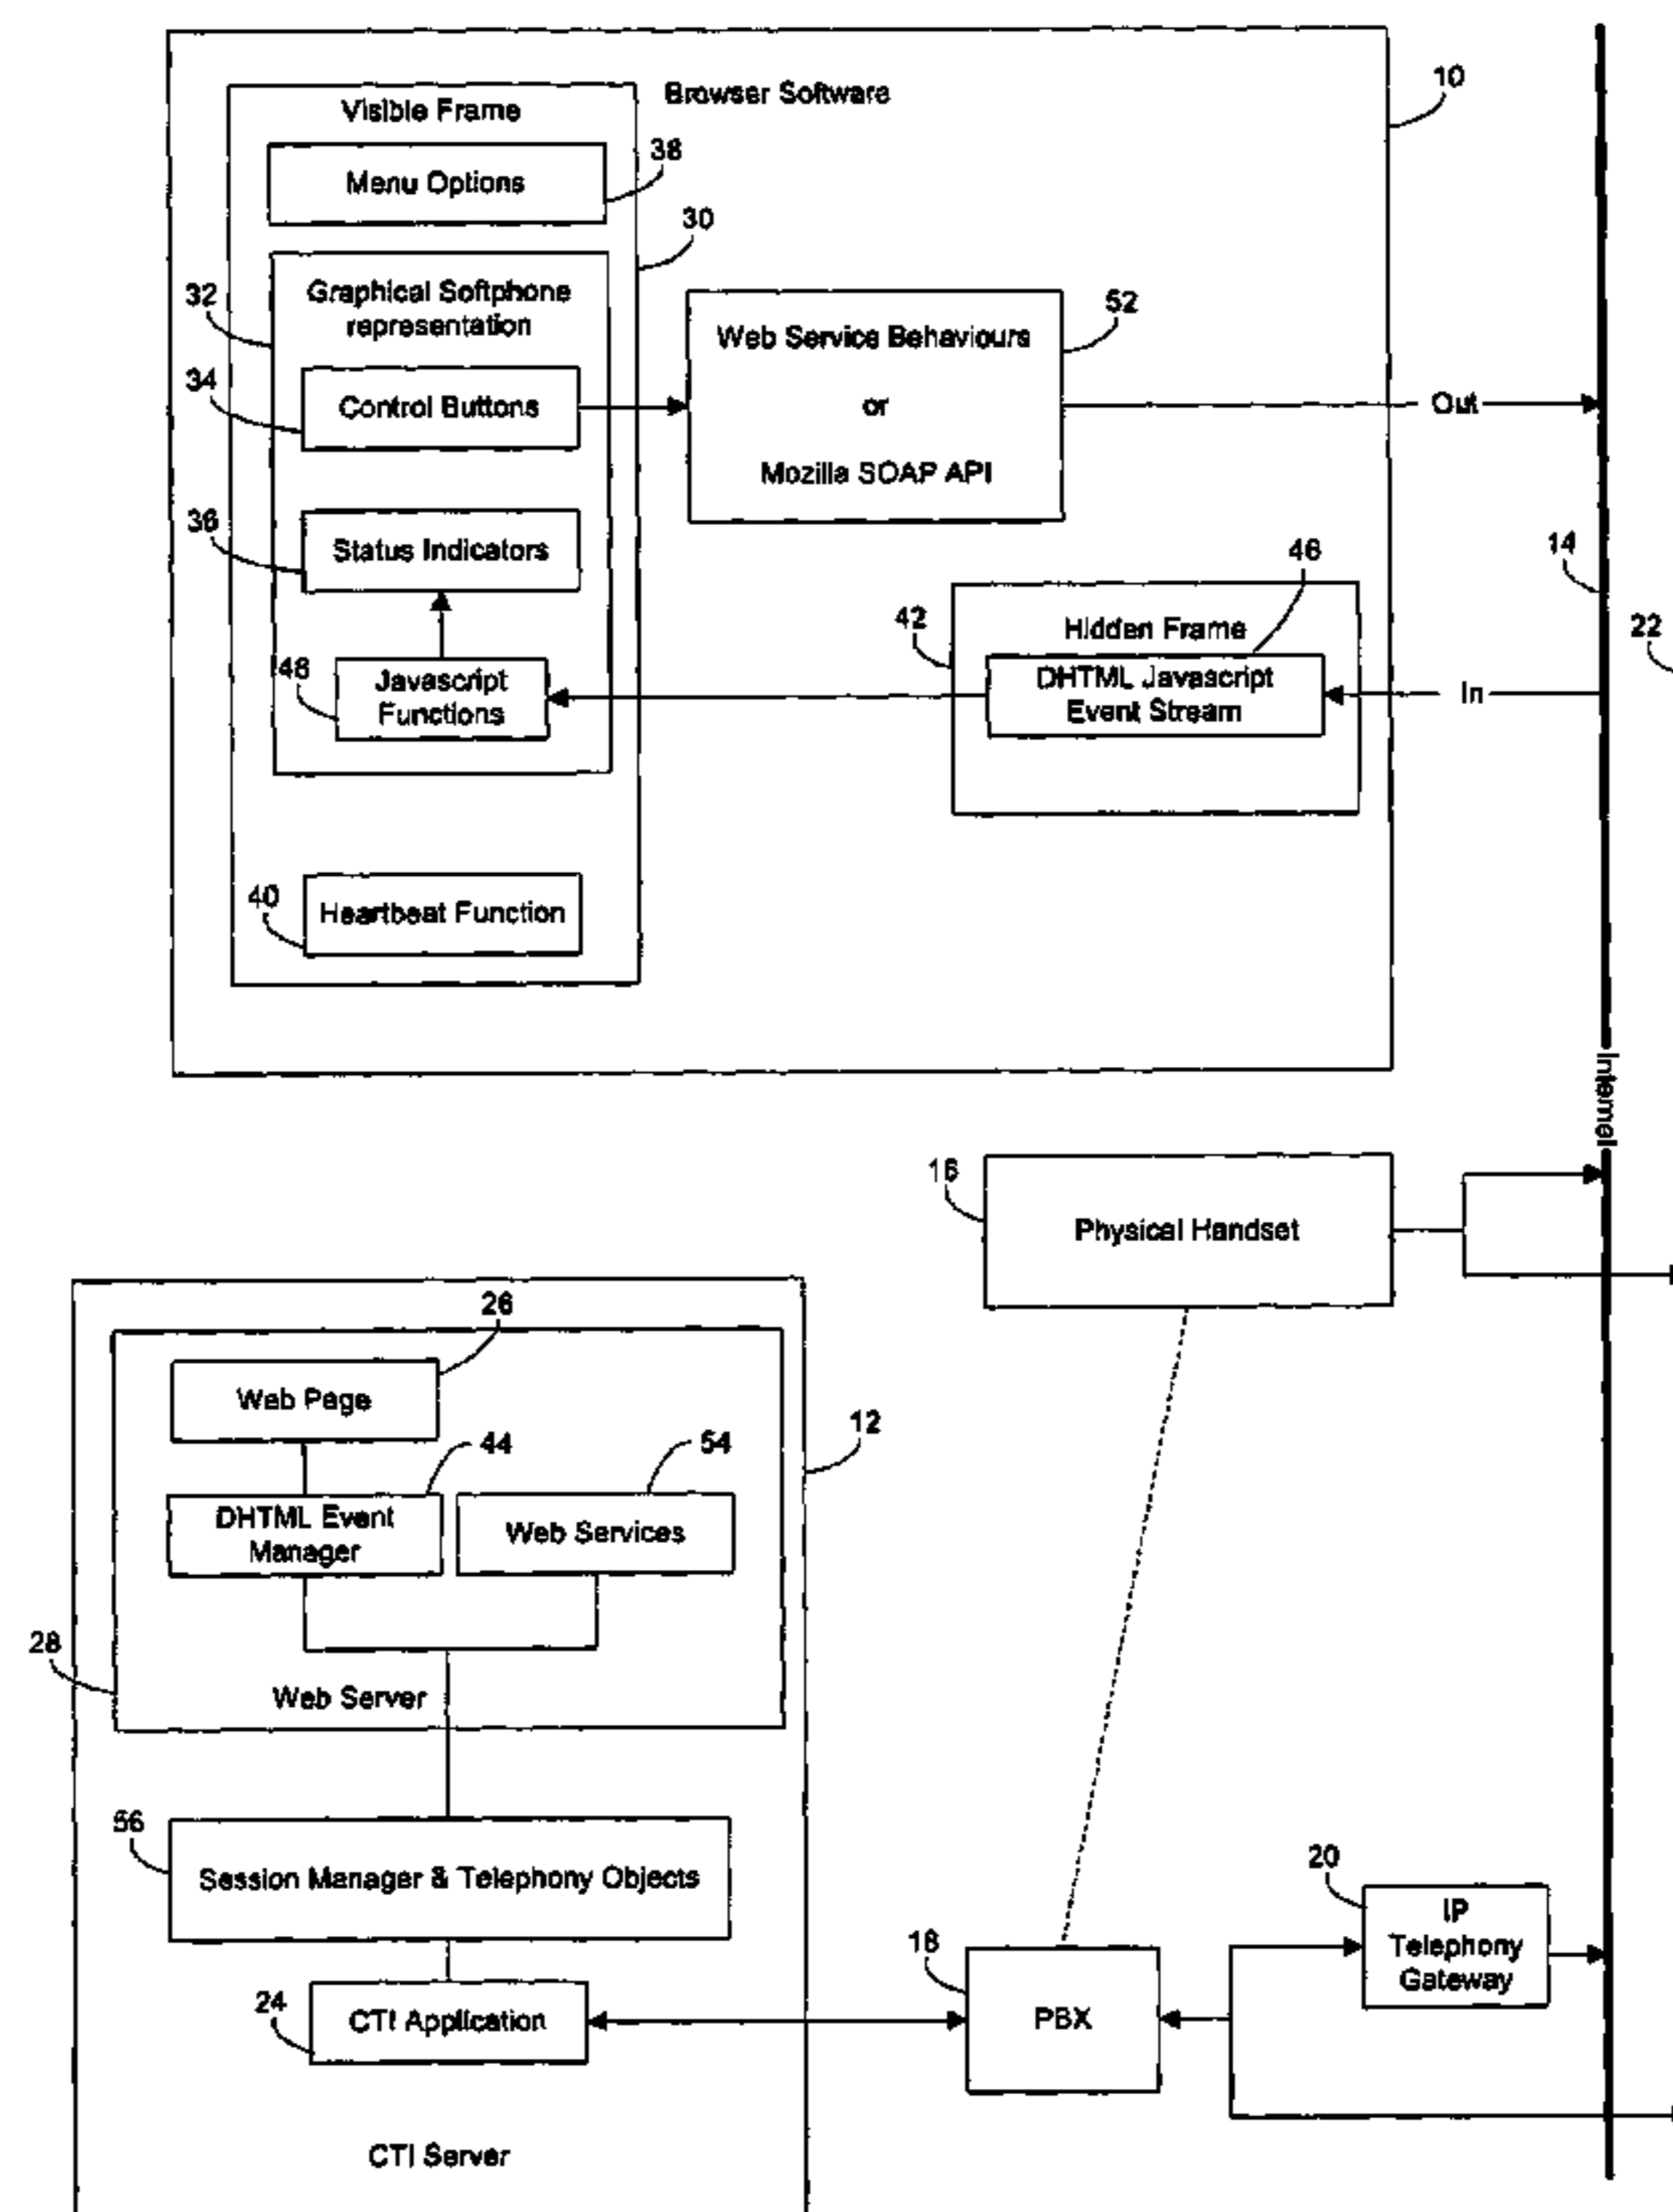 Browser Software
10
Visible Frame
Menu Options
38
30
Graphical Softphone
representation
32
Control Buttons
34
Web Service Behaviours
or
Mozilla SOAP API
52
Out
Status Indicators
36
14
46
42
Hidden Frame
DHTML Javascript
Event Stream
In
22
48
Javascript
Functions
40
Heartbeat Function
Internet
16
Physical Handset
26
Web Page
12
44
54
DHTML Event
Manager
Web Services
28
Web Server
56
Session Manager & Telephony Objects
20
IP
Telephony
Gateway
18
PBX
24
CTI Application
CTI Server